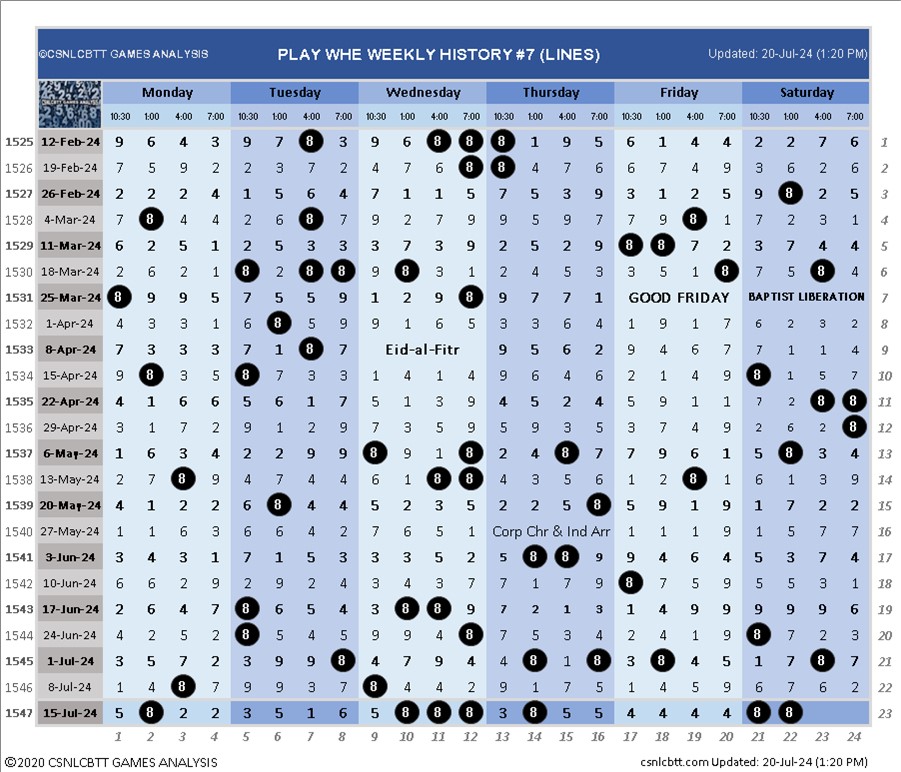 ©CSNLCBTT GAMES ANALYSIS PLAY WHE WEEKLY HISTORY #7 (LINES) Updated: 20-Jul-24 (1:20 PM)
Monday Tuesday Wednesday Thursday Friday Saturday
10:30 1:00 4:00 7:00 10:30 1:00 4:00 7:00 10:30 1:00 4:00 7:00 10:30 1:00 4:00 7:00 10:30 1:00 4:00 7:00 10:30 1:00 4:00 7:00
1525 12-Feb-24 9 6 4 3 9 7 8 3 9 6 8 8 8 1 9 5 6 1 4 4 2 2 7 6 1
1526 19-Feb-24 7 5 9 2 2 3 7 2 4 7 6 8 8 4 7 6 6 7 4 9 3 6 2 6 2
1527 26-Feb-24 2 2 2 4 1 5 6 4 7 1 1 5 7 5 3 9 3 1 2 5 9 8 2 5 3
1528 4-Mar-24 7 8 4 4 2 6 8 7 9 2 7 9 9 5 9 7 7 9 8 1 7 2 3 1 4
1529 11-Mar-24 6 2 5 1 2 5 3 3 3 7 3 9 2 5 2 9 8 8 7 2 3 7 4 4 5
1530 18-Mar-24 2 6 2 1 8 2 8 8 9 8 3 1 2 4 5 3 3 5 1 8 7 5 8 4 6
1531 25-Mar-24 8 9 9 5 7 5 5 9 1 2 9 8 9 7 7 1 GOOD FRIDAY BAPTIST LIBERATION 7
1532 1-Apr-24 4 3 3 1 6 8 5 9 9 1 6 5 3 3 6 4 1 9 1 7 6 2 3 2 8
1533 8-Apr-24 7 3 3 3 7 1 8 7 Eid-al-Fitr 9 5 6 2 9 4 6 7 7 1 1 4 9
1534 15-Apr-24 9 8 3 5 8 7 3 3 1 4 1 4 9 6 4 6 2 1 4 9 8 1 5 7 10
1535 22-Apr-24 4 1 6 6 5 6 1 7 5 1 3 9 4 5 2 4 5 9 1 1 7 2 8 8 11
1536 29-Apr-24 3 1 7 2 9 1 2 9 7 3 5 9 5 9 3 5 3 7 4 9 2 6 2 8 12
1537 6-May-24 1 6 3 4 2 2 9 9 8 9 1 8 2 4 8 7 7 9 6 1 5 8 3 4 13
1538 13-May-24 2 7 8 9 4 7 4 4 6 1 8 8 4 3 5 6 1 2 8 4 6 1 3 9 14
1539 20-May-24 4 1 2 2 6 8 4 4 5 2 3 5 2 2 5 8 5 9 1 9 1 7 2 2 15
1540 27-May-24 1 1 6 3 6 6 4 2 7 6 5 1 Corp Chr & Ind Arr 1 1 1 9 1 5 7 7 16
1541 3-Jun-24 3 4 3 1 7 1 5 3 3 3 5 2 5 8 8 9 9 4 6 4 5 3 7 4 17
1542 10-Jun-24 6 6 2 9 2 9 2 4 3 4 3 7 7 1 7 9 8 7 5 9 5 5 3 1 18
1543 17-Jun-24 2 6 4 7 8 6 5 4 3 8 8 9 7 2 1 3 1 4 9 9 9 9 9 6 19
1544 24-Jun-24 4 2 5 2 8 5 4 5 9 9 4 8 7 5 3 4 2 4 1 9 8 7 2 3 20
1545 1-Jul-24 3 5 7 2 3 9 9 8 4 7 9 4 4 8 1 8 3 8 4 5 1 7 8 7 21
1546 8-Jul-24 1 4 8 7 9 9 3 7 8 4 4 2 9 1 7 5 1 4 5 9 6 7 6 2 22
1547 15-Jul-24 5 8 2 2 3 5 1 6 5 8 8 8 3 8 5 5 4 4 4 4 8 8 23
1 2 3 4 5 6 7 8 9 10 11 12 13 14 15 16 17 18 19 20 21 22 23 24
©2020 CSNLCBTT GAMES ANALYSIS csnlcbtt.com Updated: 20-Jul-24 (1:20 PM)